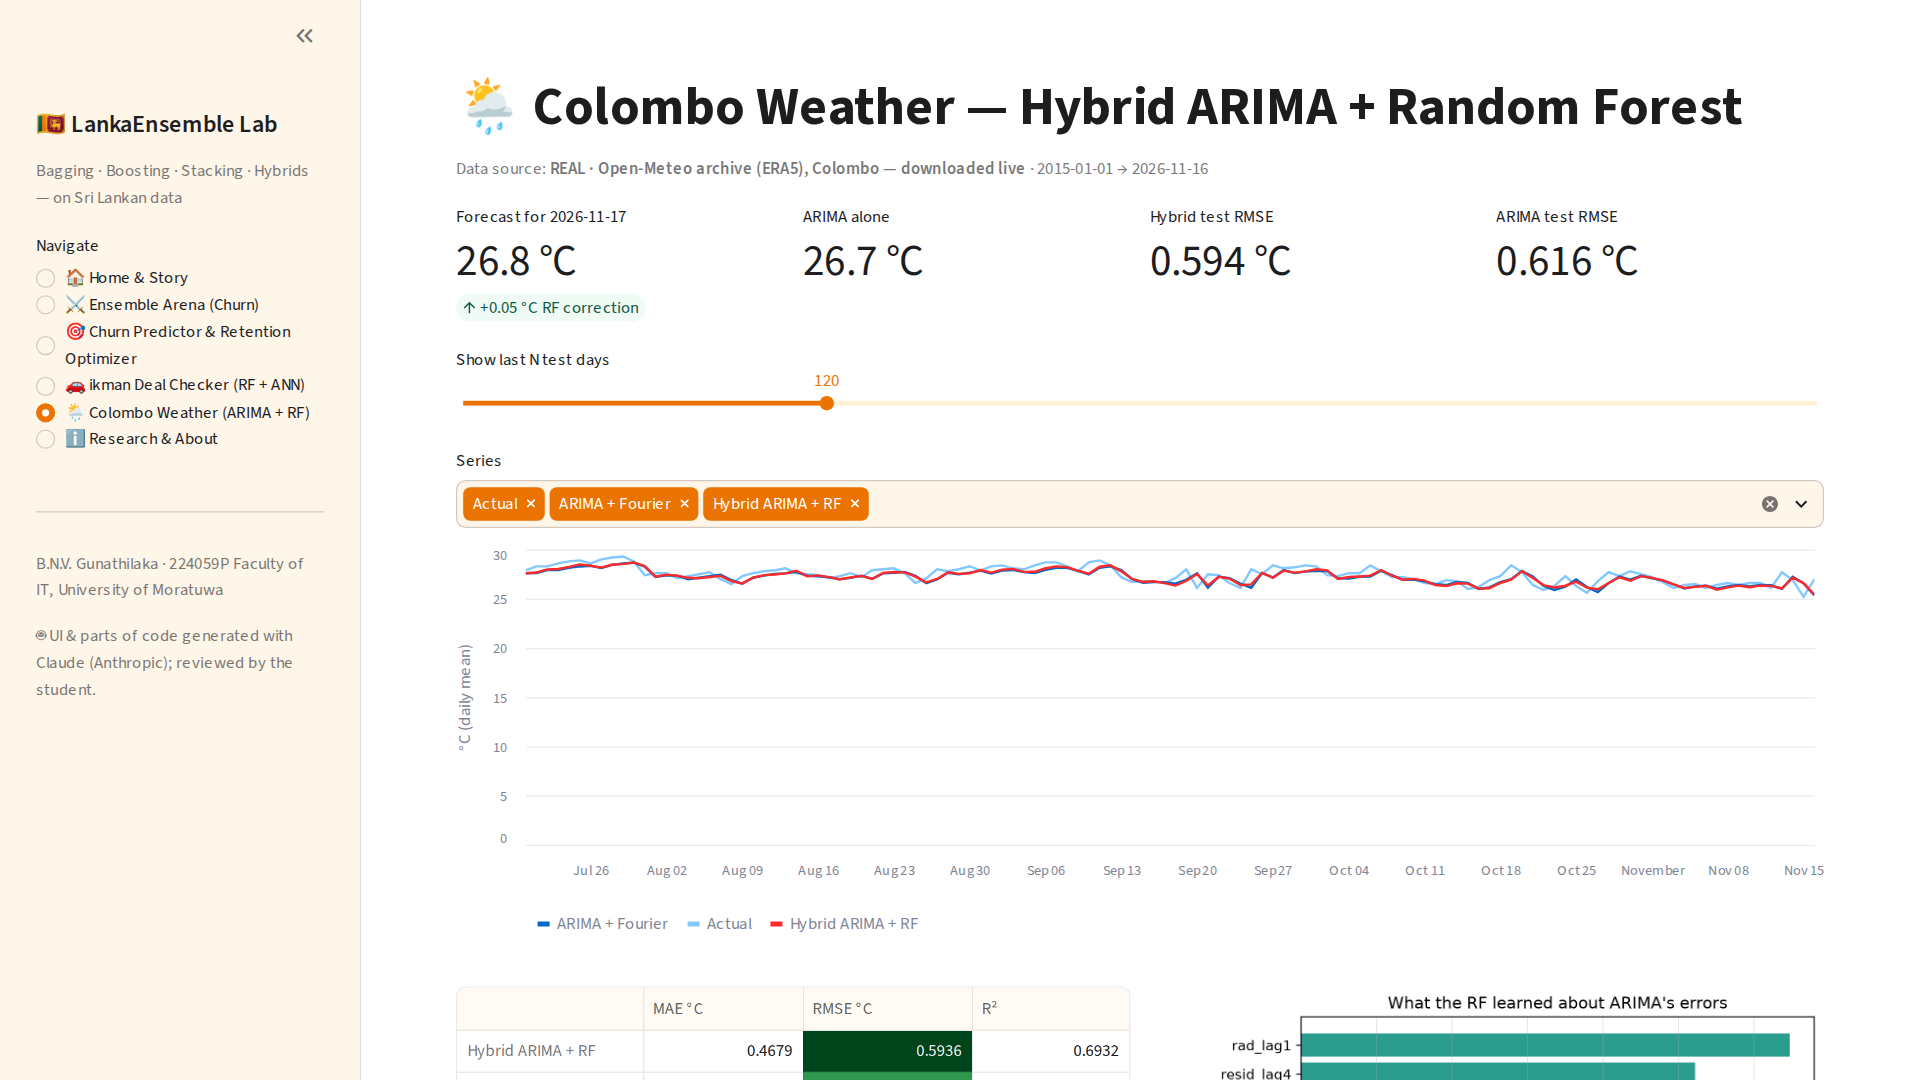 LankaEnsemble Lab
Bagging · Boosting · Stacking · Hybrids
— on Sri Lankan data
Navigate
Home & Story
Ensemble Arena (Churn)
Churn Predictor & Retention
Optimizer
ikman Deal Checker (RF + ANN)
Colombo Weather (ARIMA + RF)
Research & About
B.N.V. Gunathilaka · 224059P Faculty of
IT, University of Moratuwa
UI & parts of code generated with
Claude (Anthropic); reviewed by the
student.
Colombo Weather — Hybrid ARIMA + Random Forest
Data source: REAL · Open-Meteo archive (ERA5), Colombo — downloaded live · 2015-01-01 → 2026-11-16
Forecast for 2026-11-17
26.8 °C
↑ +0.05 °C RF correction
ARIMA alone
26.7 °C
Hybrid test RMSE
0.594 °C
ARIMA test RMSE
0.616 °C
Show last N test days
120
Series
Actual ✕ ARIMA + Fourier ✕ Hybrid ARIMA + RF ✕
°C (daily mean)
30
25
20
15
10
5
0
Jul 26 Aug 02 Aug 09 Aug 16 Aug 23 Aug 30 Sep 06 Sep 13 Sep 20 Sep 27 Oct 04 Oct 11 Oct 18 Oct 25 November Nov 08 Nov 15
ARIMA + Fourier Actual Hybrid ARIMA + RF
MAE °C RMSE °C R²
Hybrid ARIMA + RF 0.4679 0.5936 0.6932
What the RF learned about ARIMA's errors
rad_lag1
resid_lag4